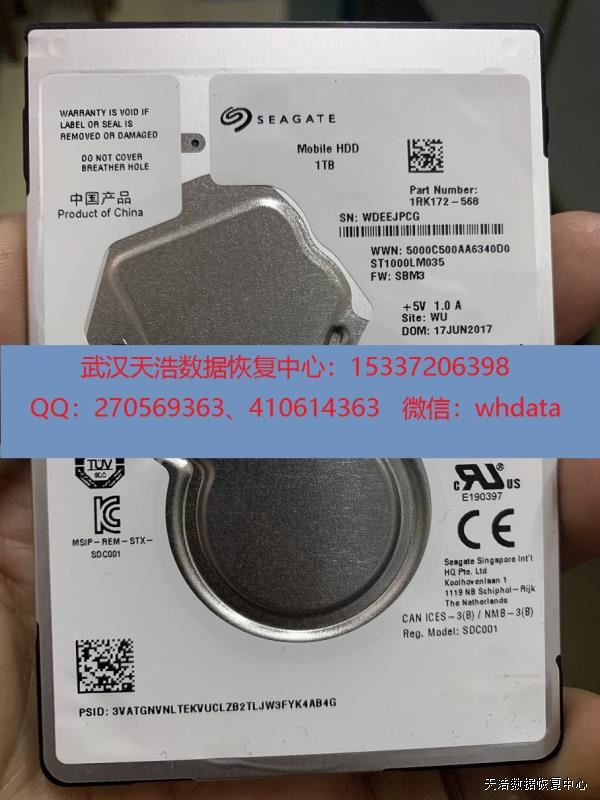 WARRANTY IS VOID IF
LABEL OR SEAL IS
REMOVED OR DAMAGED
DO NOT COVER
BREATHER HOLE
中国产品
Product of China
SEAGATE
Mobile HDD
1TB
Part Number:
1RK172-568
SN: WDEEJPCG
WWN: 5000C500AA6340D0
ST1000LM035
FW: SBM3
+5V 1.0 A
Site: WU
DOM: 17JUN2017
武汉天浩数据恢复中心：15337206398
QQ：270569363、410614363 微信：whdata
TÜV
SUD
MSIP-REM-STX-
SDC001
c RU US
E190397
CE
Seagate Singapore Int'l
HQ Pte. Ltd
Koolhovenlaan 1
1119 NB Schiphol-Rijk
The Netherlands
CAN ICES-3(B) / NMB-3(B)
Reg. Model: SDC001
PSID: 3VATGNVNLTEKVUCLZB2TLJW3FYK4AB4G
天浩数据恢复中心